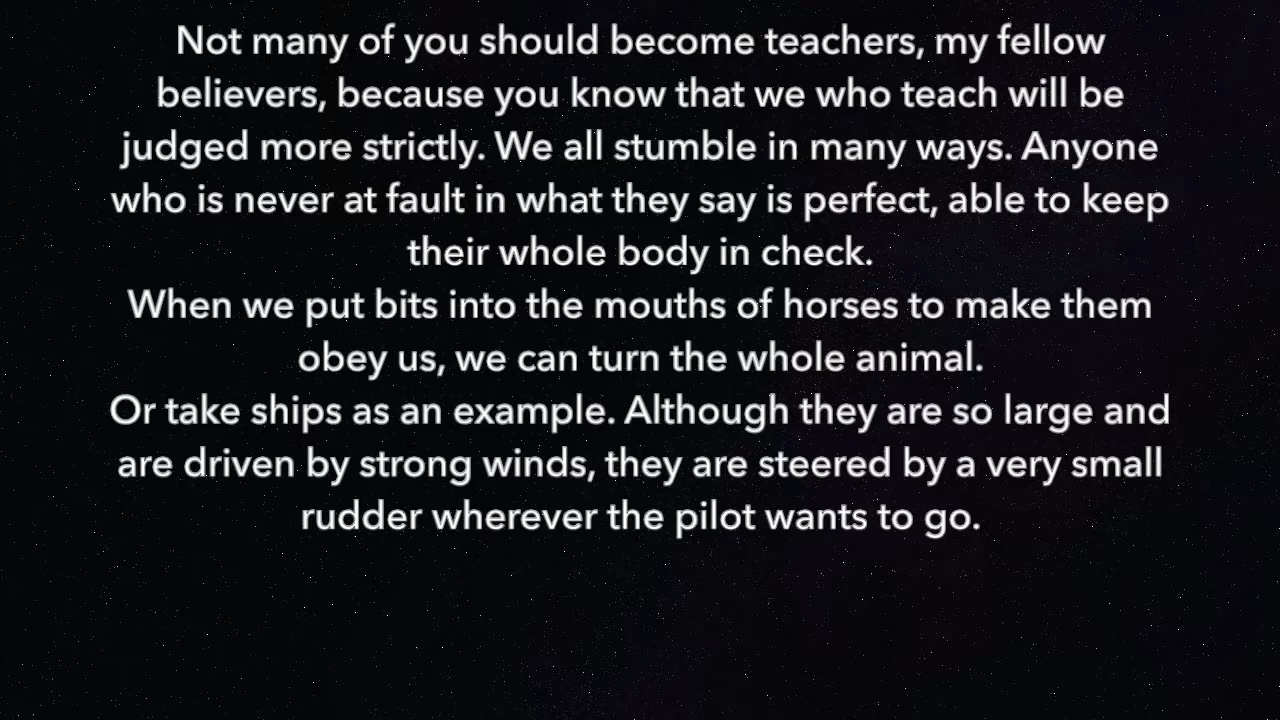 Not many of you should become teachers, my fellow
believers, because you know that we who teach will be
judged more strictly. We all stumble in many ways. Anyone
who is never at fault in what they say is perfect, able to keep
their whole body in check.
When we put bits into the mouths of horses to make them
obey us, we can turn the whole animal.
Or take ships as an example. Although they are so large and
are driven by strong winds, they are steered by a very small
rudder wherever the pilot wants to go.